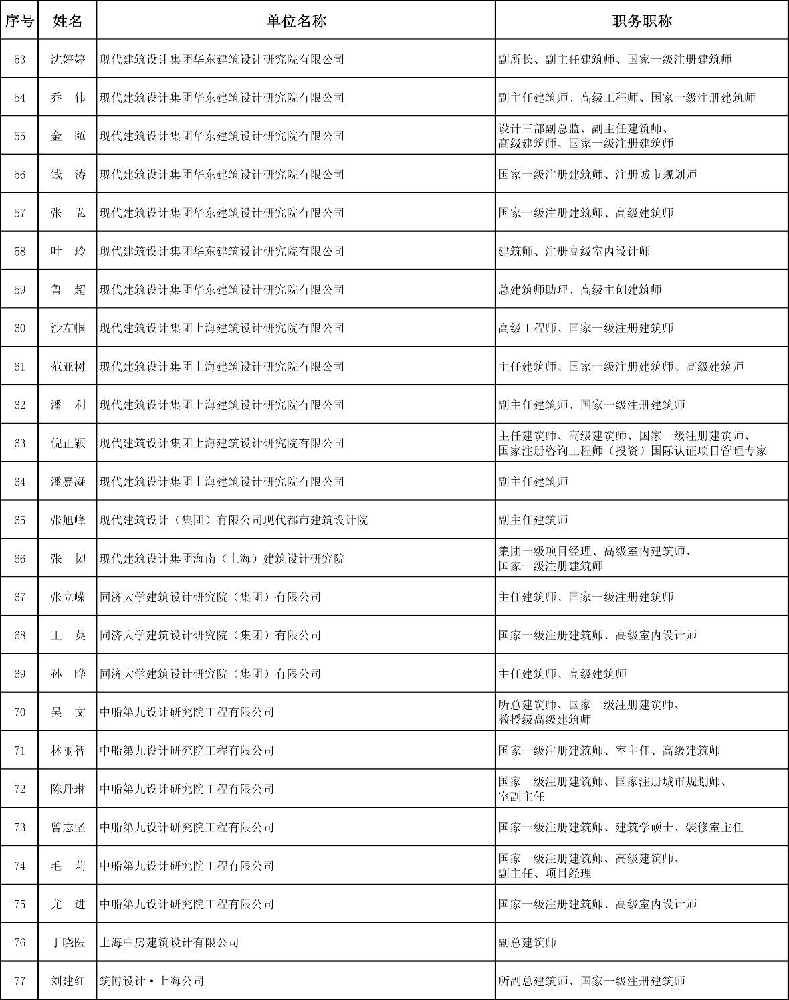 序号 姓名 单位名称 职务职称
53 沈婷婷 现代建筑设计集团华东建筑设计研究院有限公司 副所长、副主任建筑师、国家一级注册建筑师
54 乔 伟 现代建筑设计集团华东建筑设计研究院有限公司 副主任建筑师、高级工程师、国家一级注册建筑师
55 金 瓯 现代建筑设计集团华东建筑设计研究院有限公司 设计三部副总监、副主任建筑师、
高级建筑师、国家一级注册建筑师
56 钱 涛 现代建筑设计集团华东建筑设计研究院有限公司 国家一级注册建筑师、注册城市规划师
57 张 弘 现代建筑设计集团华东建筑设计研究院有限公司 国家一级注册建筑师、高级建筑师
58 叶 玲 现代建筑设计集团华东建筑设计研究院有限公司 建筑师、注册高级室内设计师
59 鲁 超 现代建筑设计集团华东建筑设计研究院有限公司 总建筑师助理、高级主创建筑师
60 沙左帼 现代建筑设计集团上海建筑设计研究院有限公司 高级工程师、国家一级注册建筑师
61 范亚树 现代建筑设计集团上海建筑设计研究院有限公司 主任建筑师、国家一级注册建筑师、高级建筑师
62 潘 利 现代建筑设计集团上海建筑设计研究院有限公司 副主任建筑师、国家一级注册建筑师
63 倪正颖 现代建筑设计集团上海建筑设计研究院有限公司 主任建筑师、高级建筑师、国家一级注册建筑师、
国家注册咨询工程师（投资）国际认证项目管理专家
64 潘嘉凝 现代建筑设计集团上海建筑设计研究院有限公司 副主任建筑师
65 张旭峰 现代建筑设计（集团）有限公司现代都市建筑设计院 副主任建筑师
66 张 韧 现代建筑设计集团海南（上海）建筑设计研究院 集团一级项目经理、高级室内建筑师、
国家一级注册建筑师
67 张立嵘 同济大学建筑设计研究院（集团）有限公司 主任建筑师、国家一级注册建筑师
68 王 英 同济大学建筑设计研究院（集团）有限公司 国家一级注册建筑师、高级室内设计师
69 孙 晔 同济大学建筑设计研究院（集团）有限公司 主任建筑师、高级建筑师
70 吴 文 中船第九设计研究院工程有限公司 所总建筑师、国家一级注册建筑师、
教授级高级建筑师
71 林丽智 中船第九设计研究院工程有限公司 国家一级注册建筑师、室主任、高级建筑师
72 陈丹琳 中船第九设计研究院工程有限公司 国家一级注册建筑师、国家注册城市规划师、
室副主任
73 曾志坚 中船第九设计研究院工程有限公司 国家一级注册建筑师、建筑学硕士、装修室主任
74 毛 莉 中船第九设计研究院工程有限公司 国家一级注册建筑师、高级建筑师、
副主任、项目经理
75 尤 进 中船第九设计研究院工程有限公司 国家一级注册建筑师、高级室内设计师
76 丁晓医 上海中房建筑设计有限公司 副总建筑师
77 刘建红 筑博设计·上海公司 所副总建筑师、国家一级注册建筑师